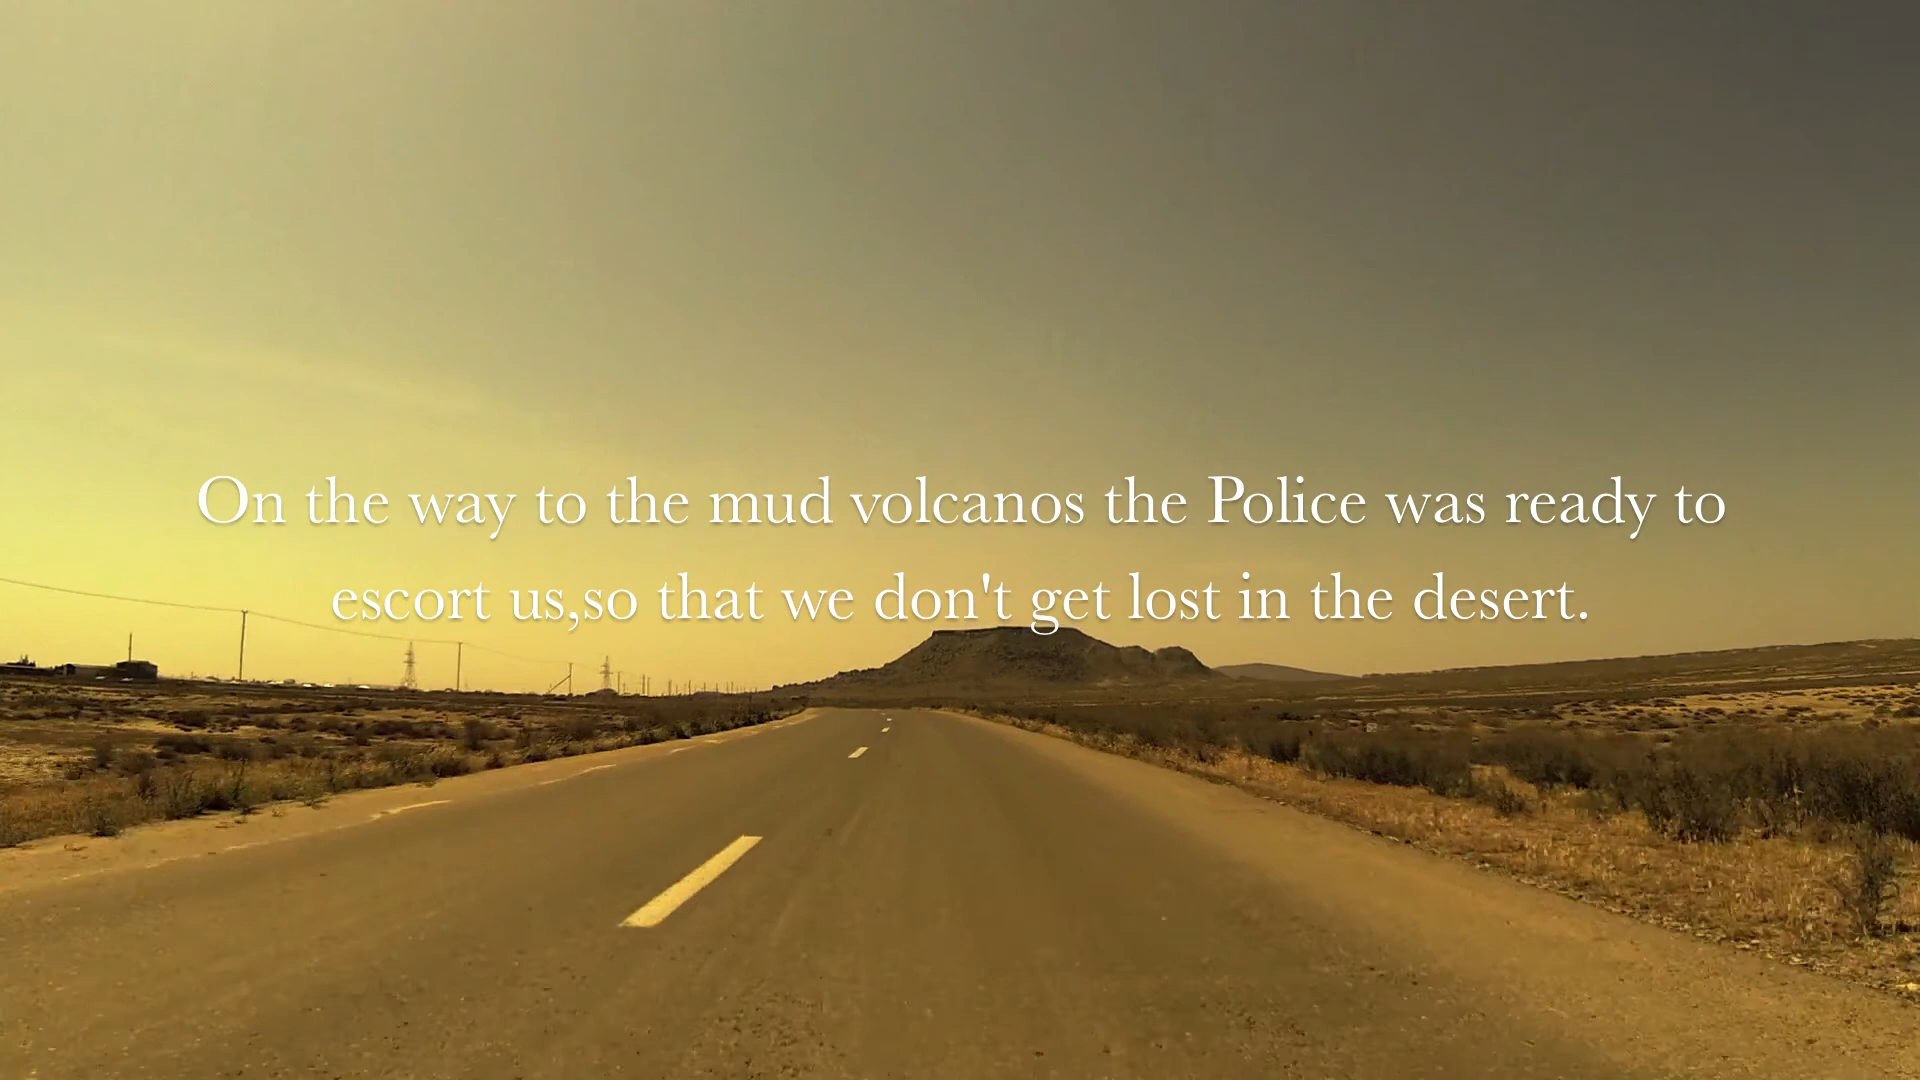 On the way to the mud volcanos the Police was ready to
escort us,so that we don't get lost in the desert.